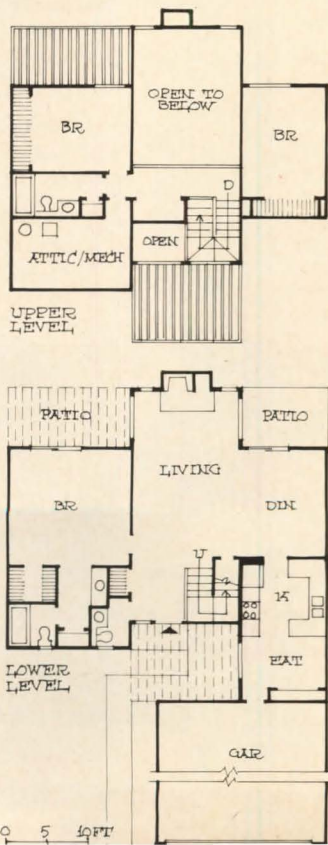 OPEN TO
BELOW
BR
BR
D
OPEN
ATTIC/MECH
UPPER
LEVEL
PATIO
PATIO
LIVING
BR
DIN
U
K
EAT
LOWER
LEVEL
GAR
0 5 10FT